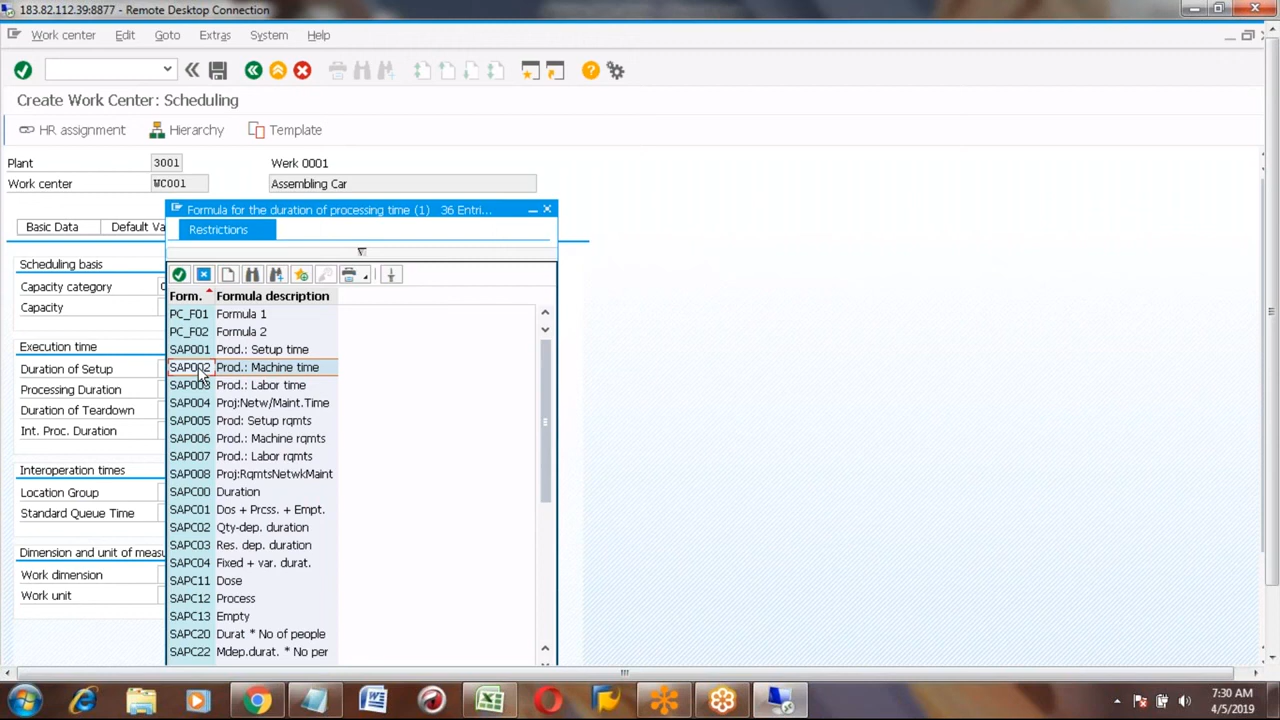 183.82.112.39:8877 - Remote Desktop Connection
Work center Edit Goto Extras System Help
Create Work Center: Scheduling
HR assignment Hierarchy Template
Plant 3001 Werk 0001
Work center WC001 Assembling Car
Basic Data Default Va
Formula for the duration of processing time (1) 36 Entri...
Restrictions
Scheduling basis
Capacity category
Capacity
Execution time
Duration of Setup
Processing Duration
Duration of Teardown
Int. Proc. Duration
Interoperation times
Location Group
Standard Queue Time
Dimension and unit of measu
Work dimension
Work unit
Form. Formula description
PC_F01 Formula 1
PC_F02 Formula 2
SAP001 Prod.: Setup time
SAP002 Prod.: Machine time
SAP003 Prod.: Labor time
SAP004 Proj:Netw/Maint.Time
SAP005 Prod: Setup rqmts
SAP006 Prod.: Machine rqmts
SAP007 Prod.: Labor rqmts
SAP008 Proj:RqmtsNetwkMaint
SAPC00 Duration
SAPC01 Dos + Prcss. + Empt.
SAPC02 Qty-dep. duration
SAPC03 Res. dep. duration
SAPC04 Fixed + var. durat.
SAPC11 Dose
SAPC12 Process
SAPC13 Empty
SAPC20 Durat * No of people
SAPC22 Mdep.durat. * No per
7:30 AM
4/5/2019